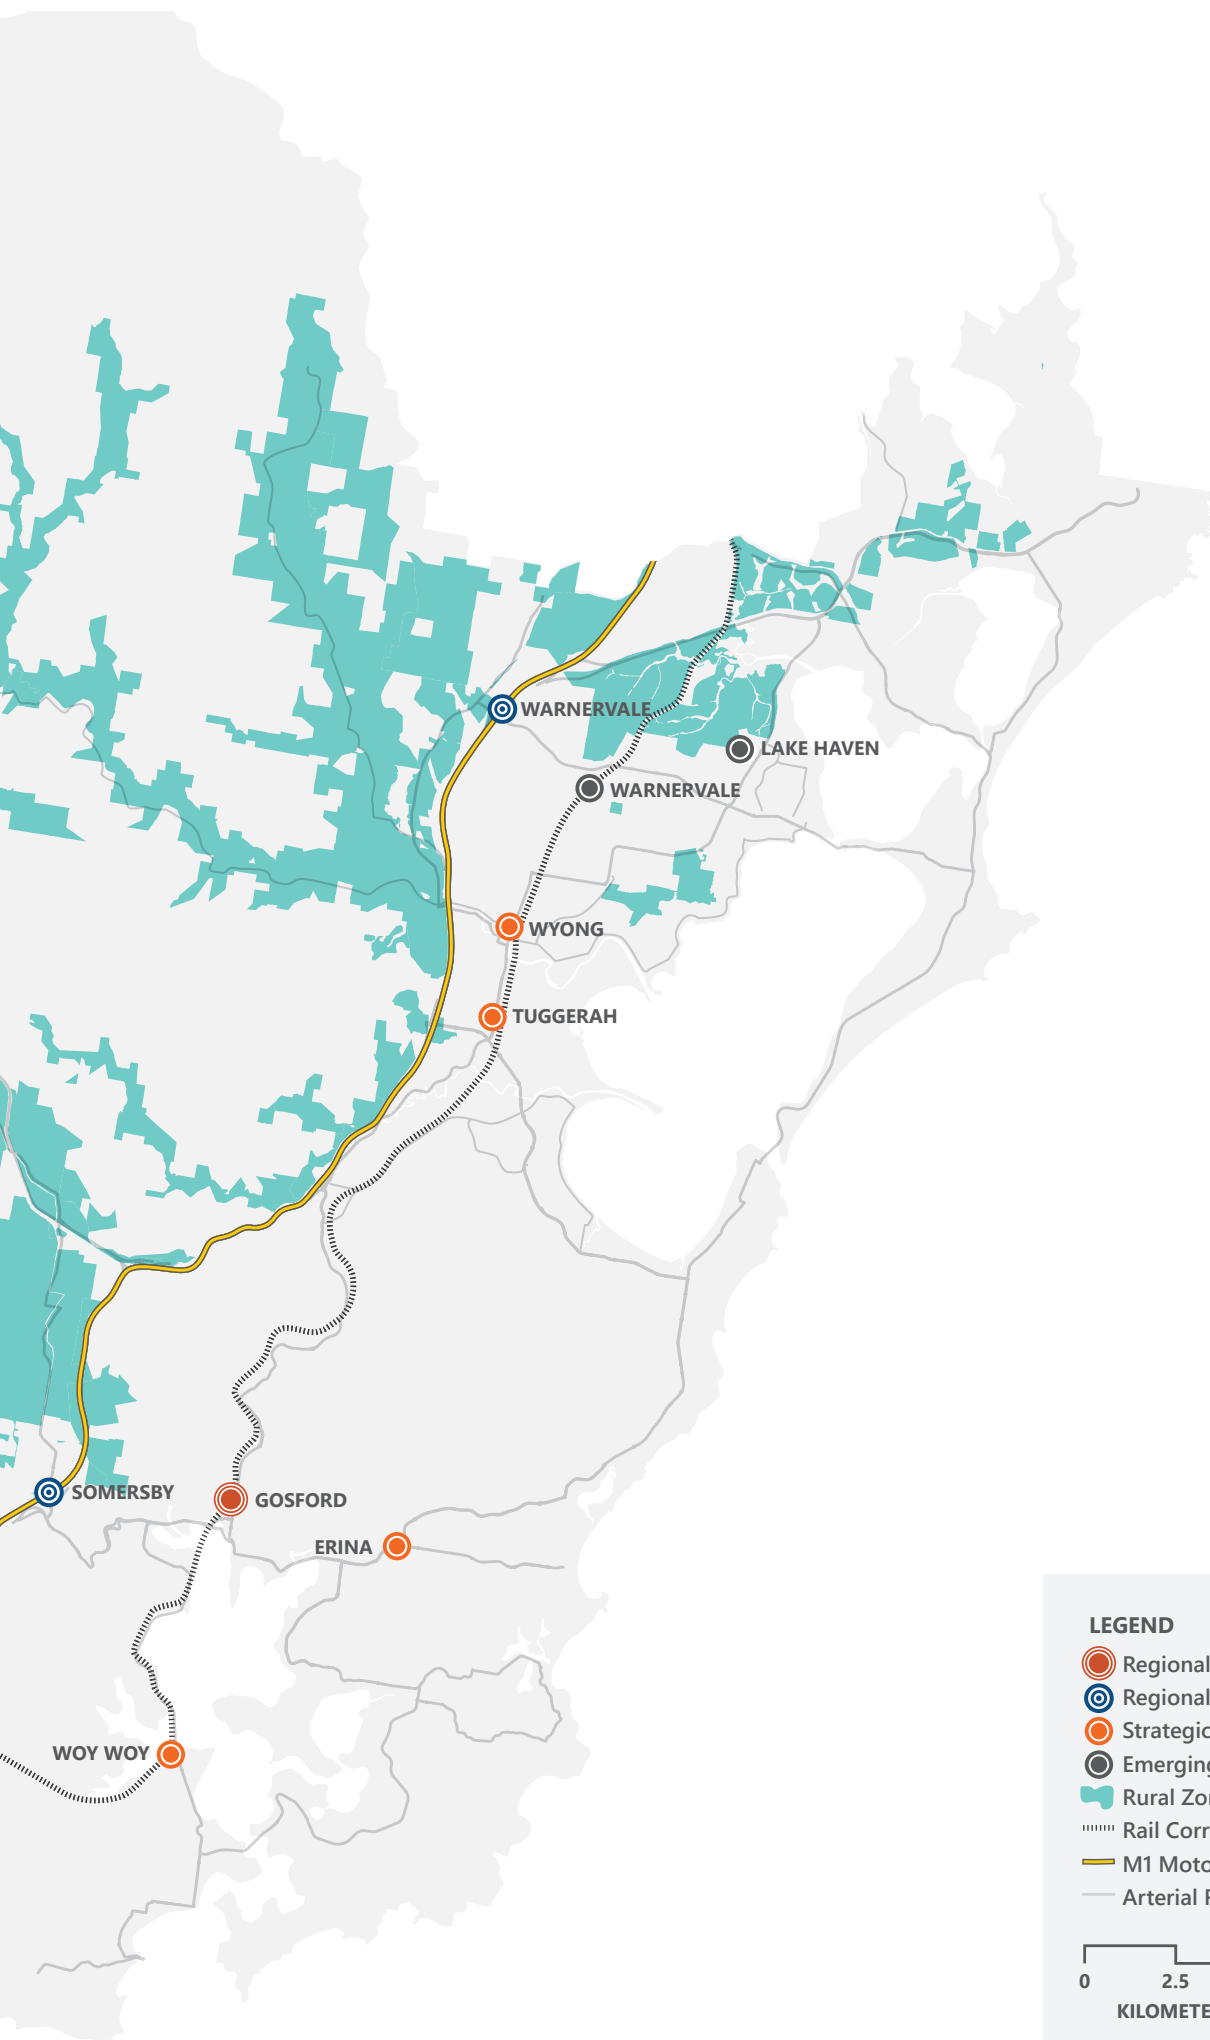 WARNERVALE
LAKE HAVEN
WARNERVALE
WYONG
TUGGERAH
SOMERSBY
GOSFORD
ERINA
WOY WOY
LEGEND
Regional
Regional
Strategic
Emerging
Rural Zo
Rail Corr
M1 Moto
Arterial
0 2.5
KILOMETE